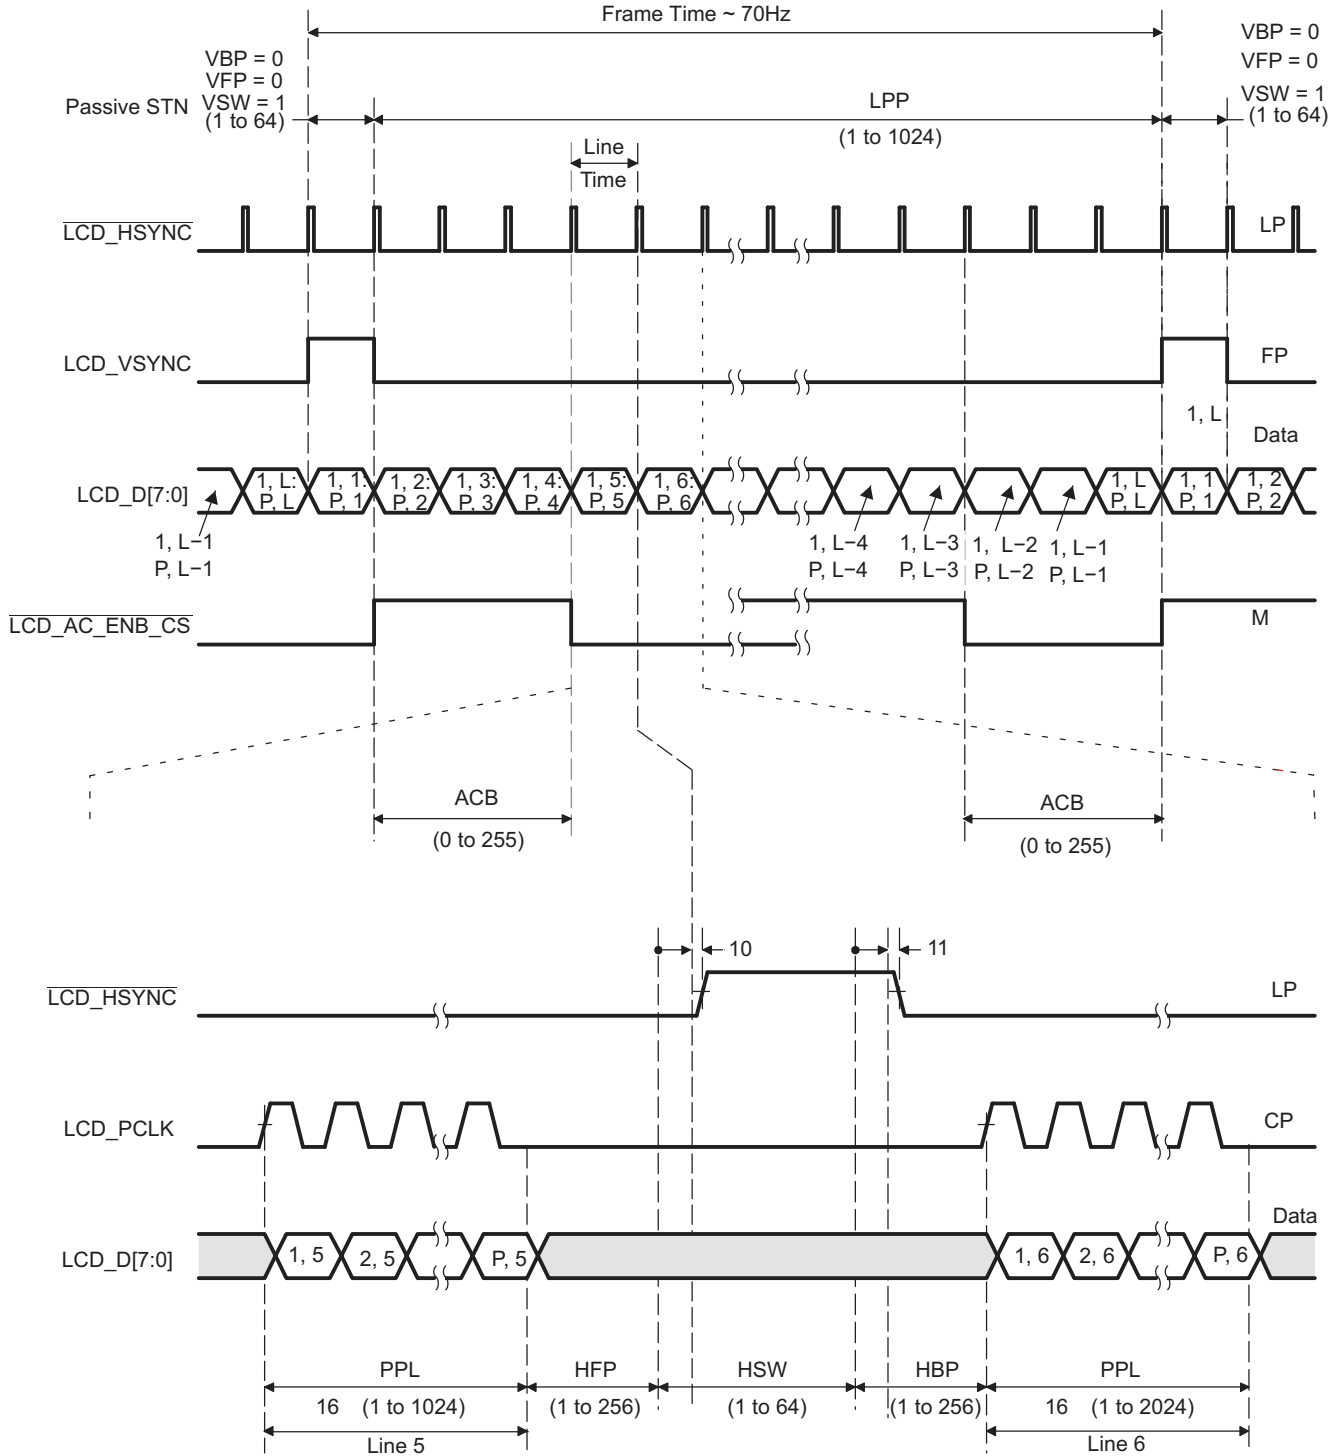 Frame Time ~ 70Hz
VBP = 0
VFP = 0
VSW = 1
(1 to 64)
VBP = 0
VFP = 0
VSW = 1
(1 to 64)
Passive STN
LPP
(1 to 1024)
Line
Time
LCD_HSYNC
LP
LCD_VSYNC
FP
1, L
Data
LCD_D[7:0]
1, L: P, L
1, 1: P, 1
1, 2: P, 2
1, 3: P, 3
1, 4: P, 4
1, 5: P, 5
1, 6: P, 6
1, L P, L
1, 1 P, 1
1, 2 P, 2
1, L−1
P, L−1
1, L−4
P, L−4
1, L−3
P, L−3
1, L−2
P, L−2
1, L−1
P, L−1
LCD_AC_ENB_CS
M
ACB
(0 to 255)
ACB
(0 to 255)
10
11
LCD_HSYNC
LP
LCD_PCLK
CP
Data
LCD_D[7:0]
1, 5
2, 5
P, 5
1, 6
2, 6
P, 6
PPL
HFP
HSW
HBP
PPL
16 (1 to 1024)
(1 to 256)
(1 to 64)
(1 to 256)
16 (1 to 2024)
Line 5
Line 6